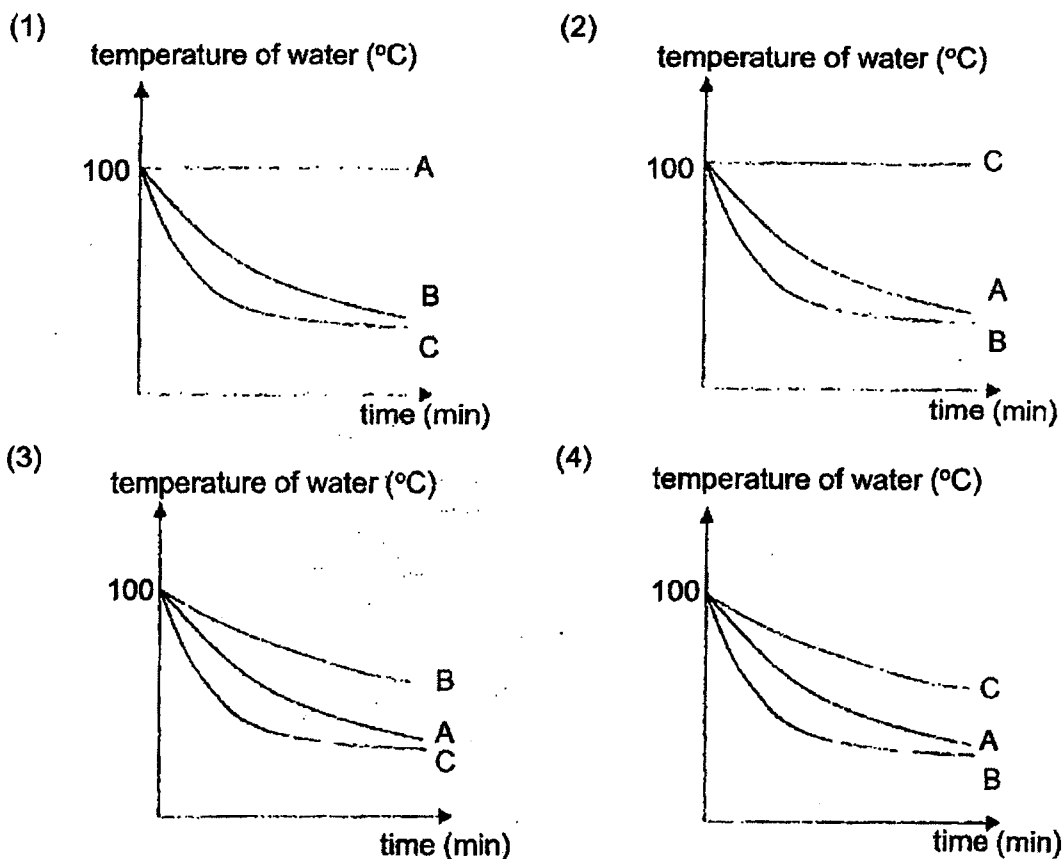 (1)
temperature of water (°C)
100
A
B
C
time (min)
(2)
temperature of water (°C)
100
C
A
B
time (min)
(3)
temperature of water (°C)
100
B
A
C
time (min)
(4)
temperature of water (°C)
100
C
A
B
time (min)